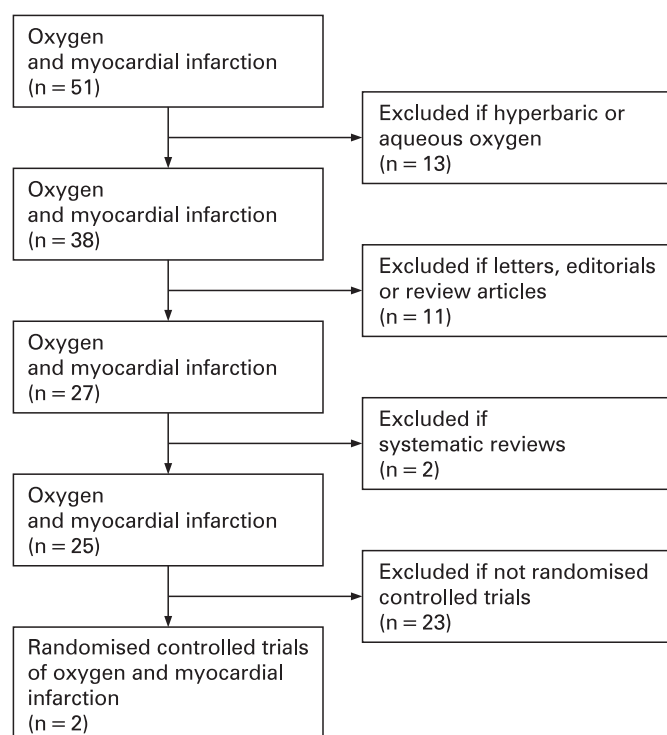 Oxygen
and myocardial infarction
(n = 51)
Excluded if hyperbaric or
aqueous oxygen
(n = 13)
Oxygen
and myocardial infarction
(n = 38)
Excluded if letters, editorials
or review articles
(n = 11)
Oxygen
and myocardial infarction
(n = 27)
Excluded if
systematic reviews
(n = 2)
Oxygen
and myocardial infarction
(n = 25)
Excluded if not randomised
controlled trials
(n = 23)
Randomised controlled trials
of oxygen and myocardial
infarction
(n = 2)